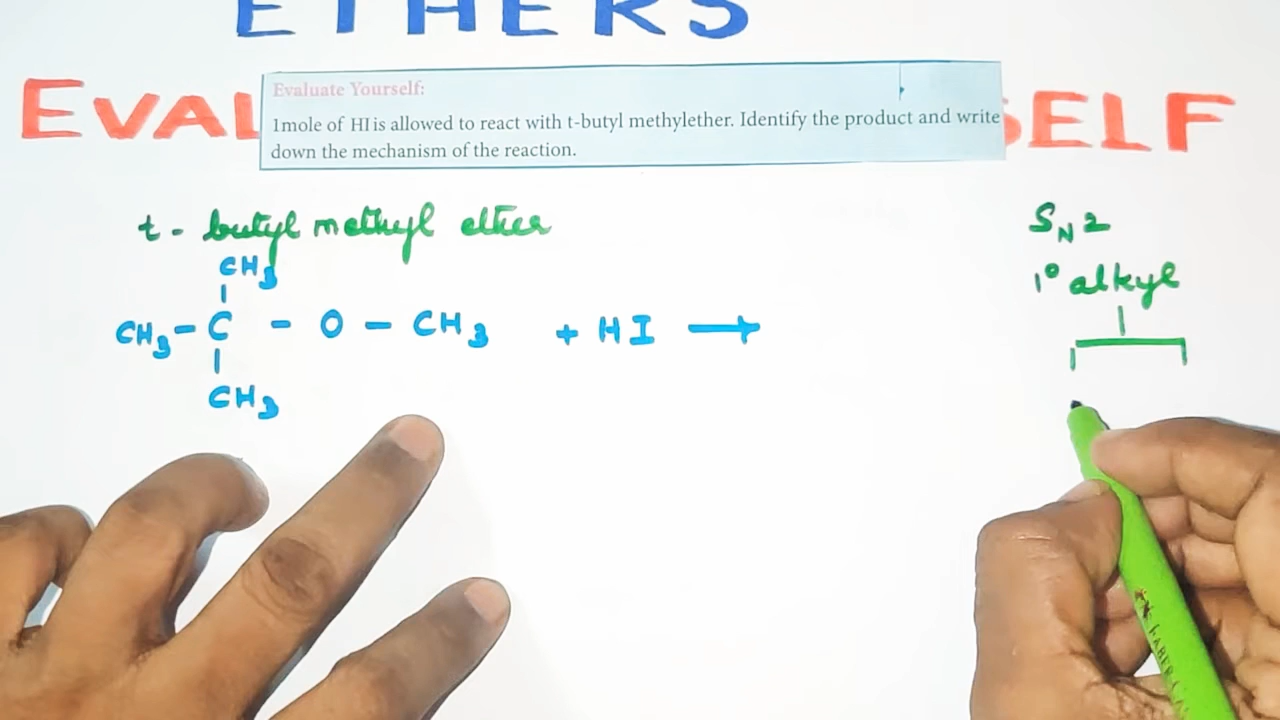 ETHERS
EVAL SELF
Evaluate Yourself:
1mole of HI is allowed to react with t-butyl methylether. Identify the product and write
down the mechanism of the reaction.
t - butyl methyl ether
CH3
CH3 - C - O - CH3 + HI →
CH3
SN2
1° alkyl